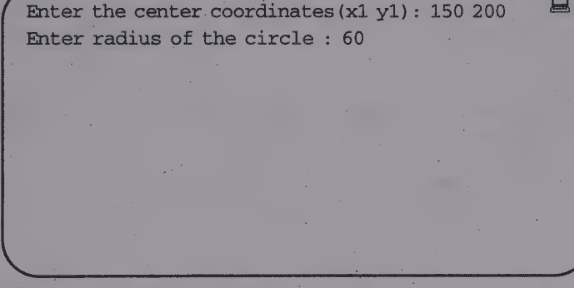 Enter the center coordinates(x1 y1): 150 200
Enter radius of the circle : 60